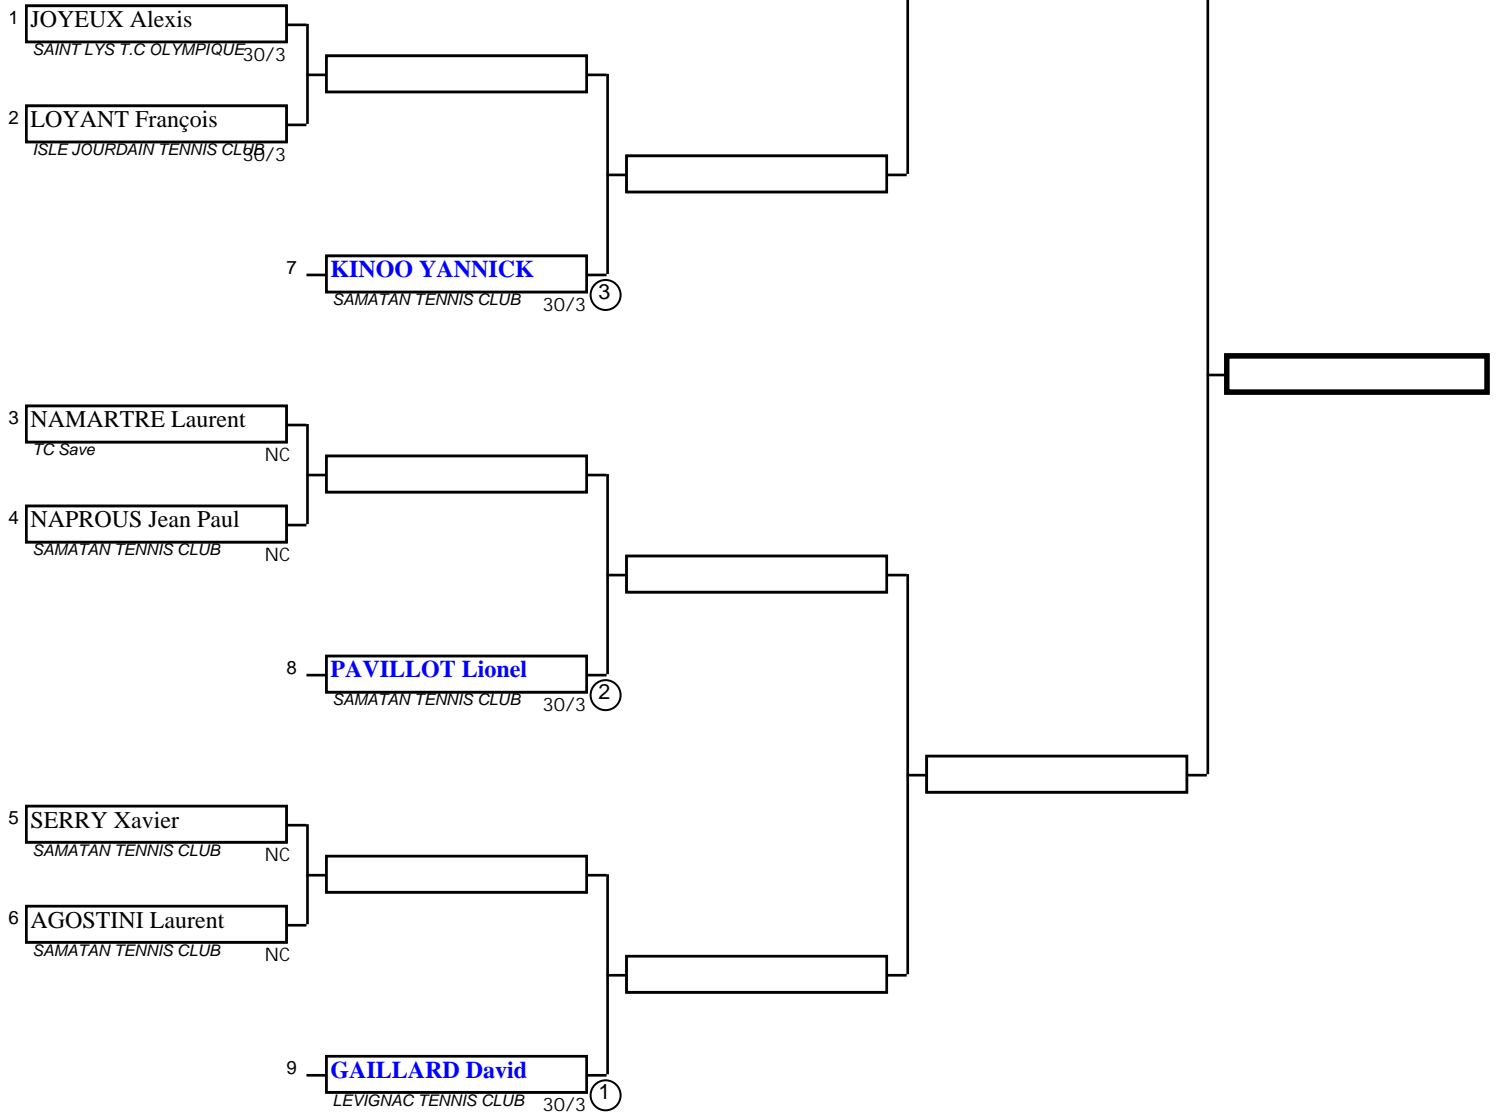 1 JOYEUX Alexis
SAINT LYS T.C OLYMPIQUE 30/3
2 LOYANT François
ISLE JOURDAIN TENNIS CLUB 30/3
7 KINOO YANNICK
SAMATAN TENNIS CLUB 30/3 3
3 NAMARTRE Laurent
TC Save NC
4 NAPROUS Jean Paul
SAMATAN TENNIS CLUB NC
8 PAVILLOT Lionel
SAMATAN TENNIS CLUB 30/3 2
5 SERRY Xavier
SAMATAN TENNIS CLUB NC
6 AGOSTINI Laurent
SAMATAN TENNIS CLUB NC
9 GAILLARD David
LEVIGNAC TENNIS CLUB 30/3 1